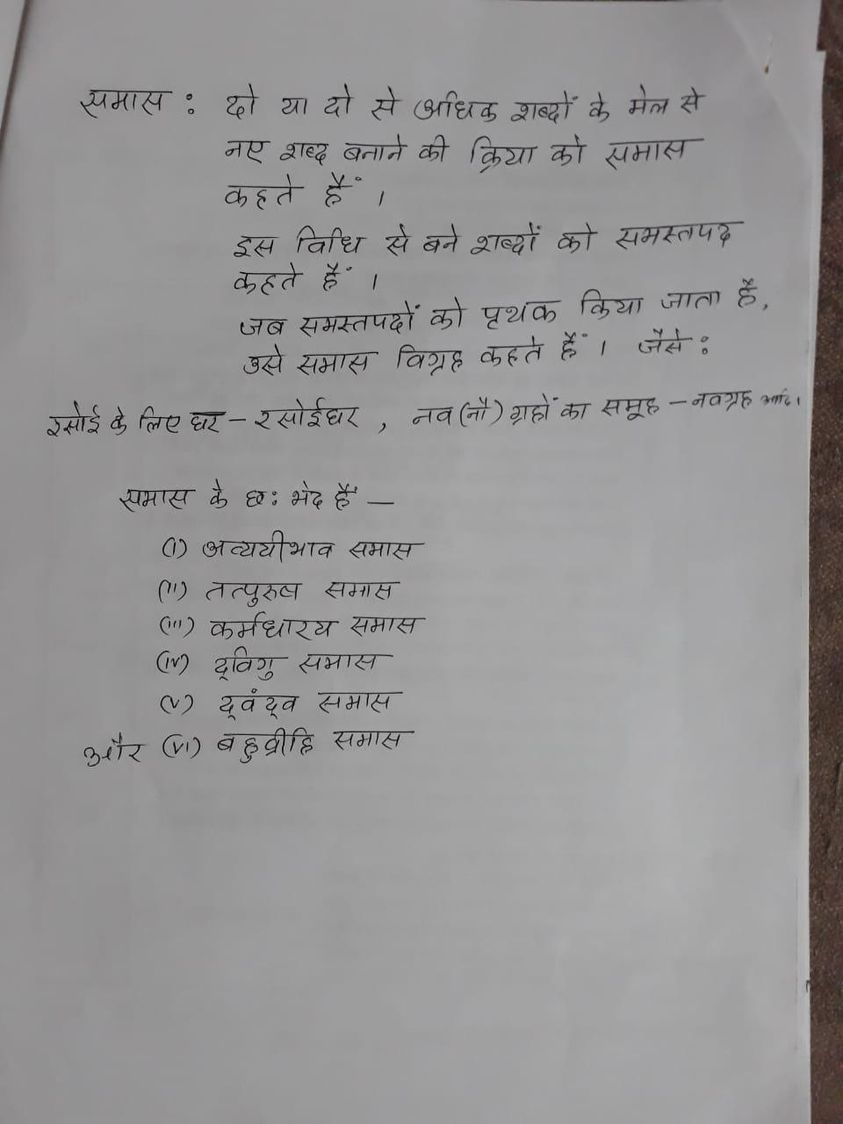 समास : दो या दो से अधिक शब्दों के मेल से
नए शब्द बनाने की क्रिया को समास
कहते हैं ।
इस विधि से बने शब्दों को समस्तपद
कहते हैं ।
जब समस्तपदों को पृथक किया जाता है,
उसे समास विग्रह कहते हैं । जैसे :
रसोई के लिए घर – रसोईघर , नव (नौ) ग्रहों का समूह – नवग्रह आदि।
समास के छः भेद हैं –
(i) अव्ययीभाव समास
(ii) तत्पुरुष समास
(iii) कर्मधारय समास
(iv) द्विगु समास
(v) द्वंद्व समास
और (vi) बहुव्रीहि समास